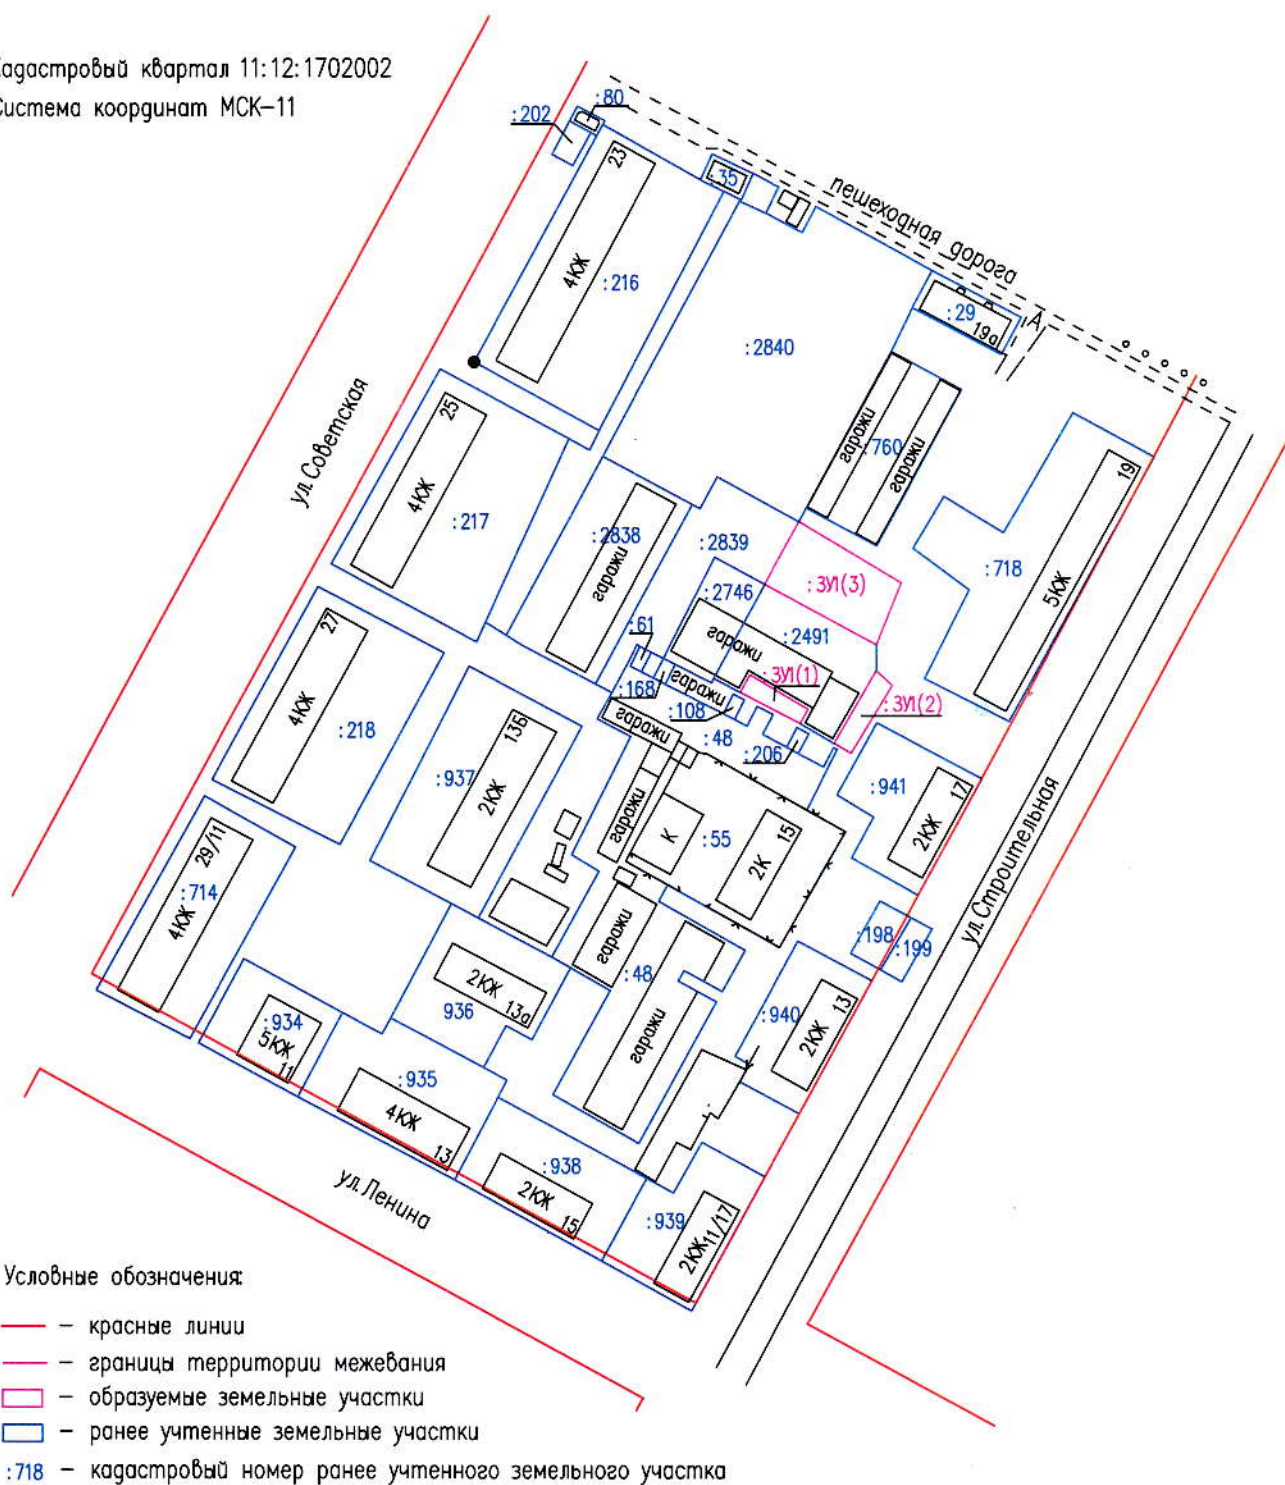 Кадастровый квартал 11:12:1702002
Система координат МСК-11
:80
:202
23
:35
пешеходная дорога
4КЖ
:216
:29
19а
А
:2840
ул. Советская
25
4КЖ
:217
гаражи
:760
гаражи
19
:718
5КЖ
:2838
гаражи
:2839
:ЗУ1(3)
:2746
:2491
гаражи
:61
:ЗУ1(1)
:168
гаражи
:108
:ЗУ1(2)
27
4КЖ
:218
гаражи
:48
:206
13Б
:937
2КЖ
гаражи
К
:55
15
2К
:941
17
2КЖ
ул. Строительная
29/11
:714
4КЖ
:198
:199
гаражи
:48
гаражи
2КЖ
13а
936
:940
13
2КЖ
:934
5КЖ
11
:935
4КЖ
13
:938
2КЖ
15
:939
2КЖ
11/17
ул. Ленина
Условные обозначения:
– красные линии
– границы территории межевания
– образуемые земельные участки
– ранее учтенные земельные участки
:718 – кадастровый номер ранее учтенного земельного участка